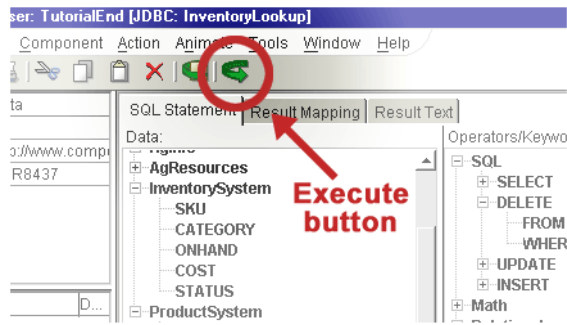 ser: TutorialEnd [JDBC: InventoryLookup]
Component Action Animate Tools Window Help
ta
SQL Statement Result Mapping Result Text
Data:
Operators/Keywo
o://www.compu
R8437
AgInfo
AgResources
InventorySystem
SKU
CATEGORY
ONHAND
COST
STATUS
ProductSystem
Execute
button
SQL
SELECT
DELETE
FROM
WHER
UPDATE
INSERT
Math
D...